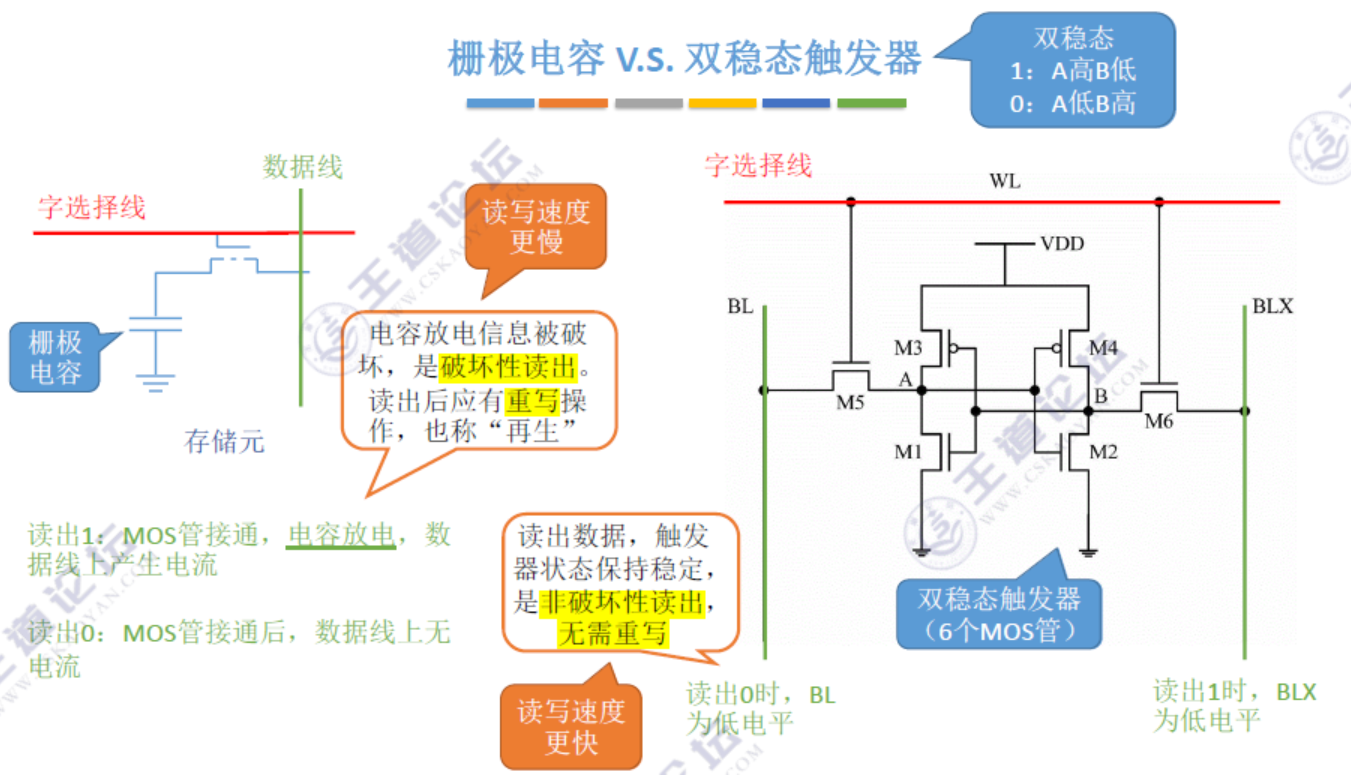 栅极电容 V.S. 双稳态触发器
双稳态
1：A高B低
0：A低B高
数据线
字选择线
读写速度
更慢
栅极
电容
电容放电信息被破
坏，是破坏性读出。
读出后应有重写操
作，也称“再生”
存储元
读出1：MOS管接通，电容放电，数
据线上产生电流
读出0：MOS管接通后，数据线上无
电流
字选择线
WL
VDD
BL
BLX
M3
M4
A
B
M5
M6
M1
M2
读出数据，触发
器状态保持稳定，
是非破坏性读出，
无需重写
双稳态触发器
（6个MOS管）
读写速度
更快
读出0时，BL
为低电平
读出1时，BLX
为低电平
王道论坛
WWW.CSKAOYAN.COM